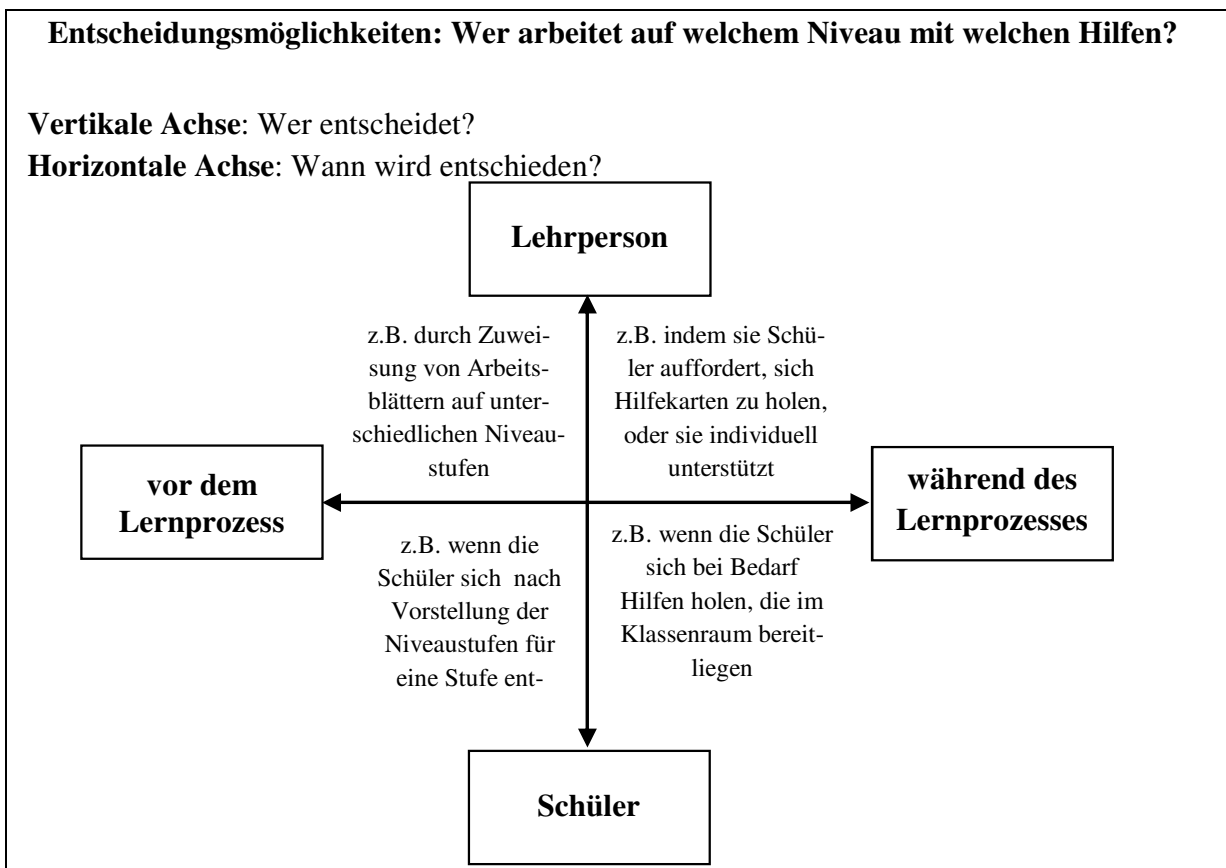 Entscheidungsmöglichkeiten: Wer arbeitet auf welchem Niveau mit welchen Hilfen?
Vertikale Achse: Wer entscheidet?
Horizontale Achse: Wann wird entschieden?
Lehrperson
z.B. durch Zuwei-
sung von Arbeits-
blättern auf unter-
schiedlichen Niveau-
stufen
z.B. indem sie Schü-
ler auffordert, sich
Hilfekarten zu holen,
oder sie individuell
unterstützt
vor dem
Lernprozess
während des
Lernprozesses
z.B. wenn die
Schüler sich nach
Vorstellung der
Niveaustufen für
eine Stufe ent-
z.B. wenn die Schüler
sich bei Bedarf
Hilfen holen, die im
Klassenraum bereit-
liegen
Schüler